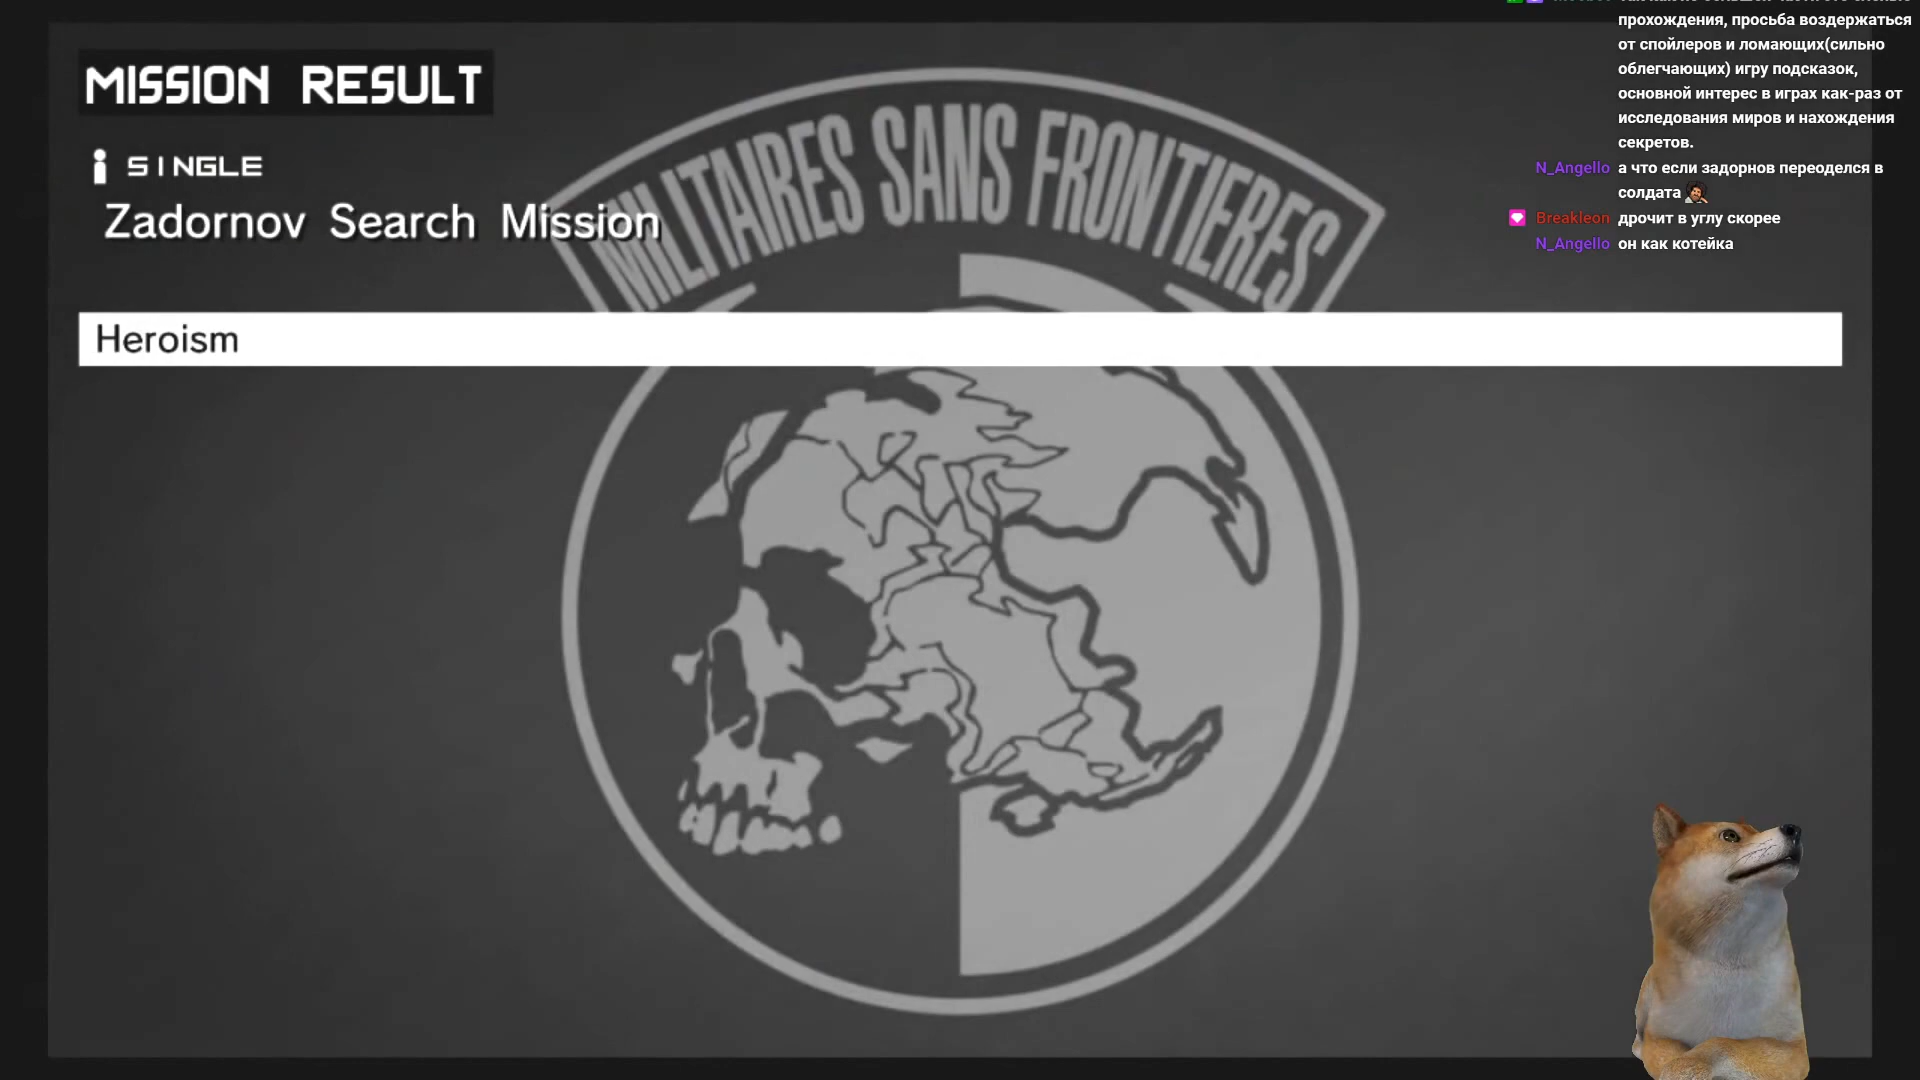 MISSION RESULT
SINGLE
Zadornov Search Mission
MILITAIRES SANS FRONTIERES
Heroism
прохождения, просьба воздержаться
от спойлеров и ломающих(сильно
облегчающих) игру подсказок,
основной интерес в играх как-раз от
исследования миров и нахождения
секретов.
N_Angello а что если задорнов переоделся в
солдата
Breakleon дрочит в углу скорее
N_Angello он как котейка